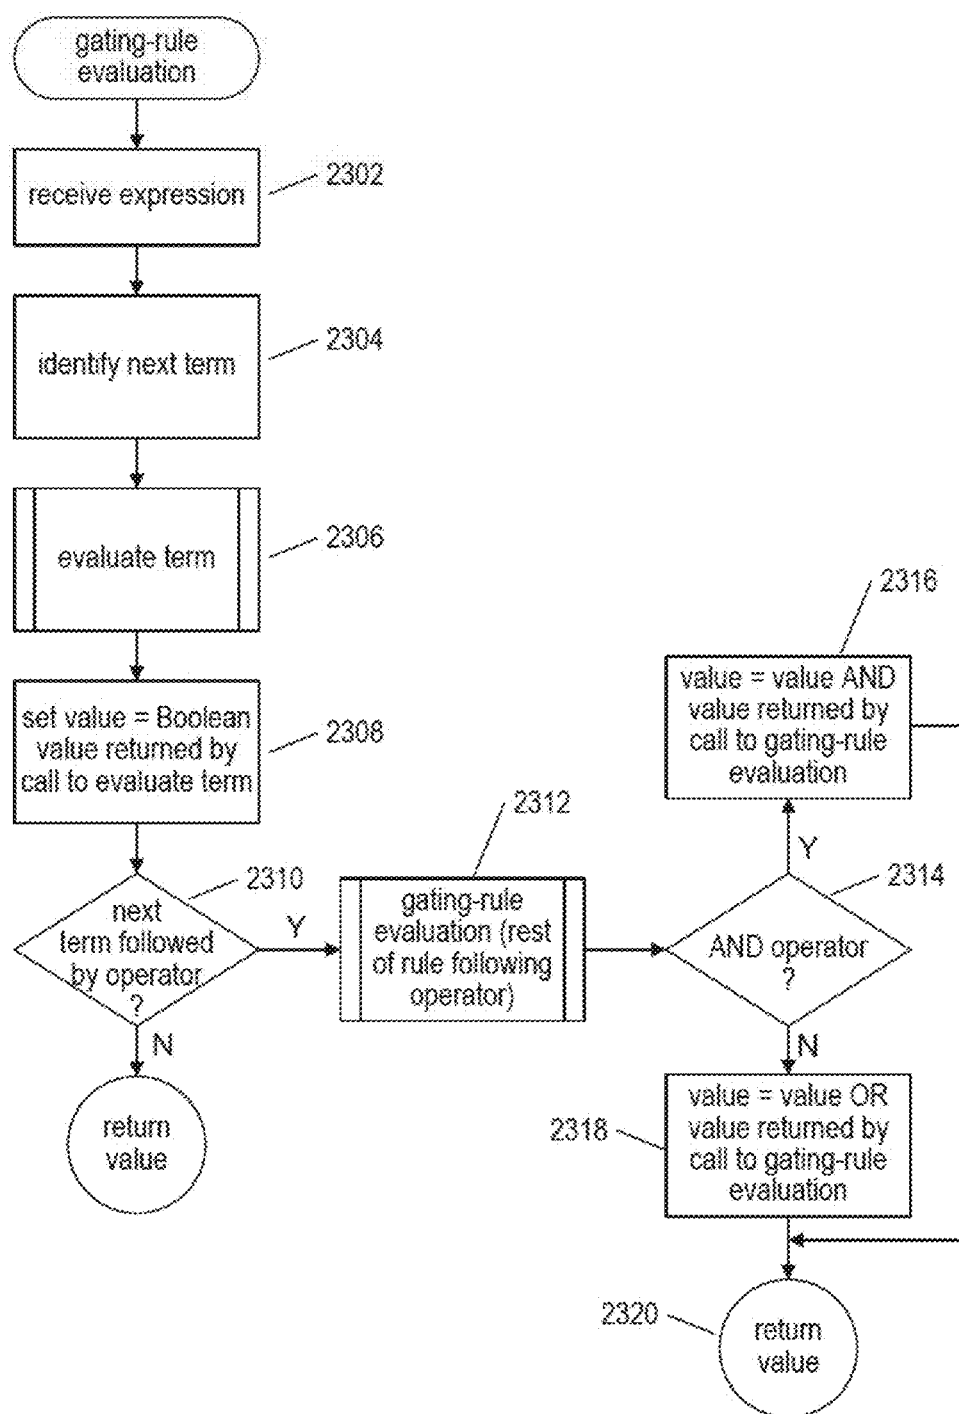 gating-rule
evaluation
receive expression
2302
identify next term
2304
evaluate term
2306
set value = Boolean
value returned by
call to evaluate term
2308
next
term followed
by operator
?
2310
Y
N
return
value
gating-rule
evaluation (rest
of rule following
operator)
2312
AND operator
?
2314
Y
N
value = value AND
value returned by
call to gating-rule
evaluation
2316
value = value OR
value returned by
call to gating-rule
evaluation
2318
return
value
2320